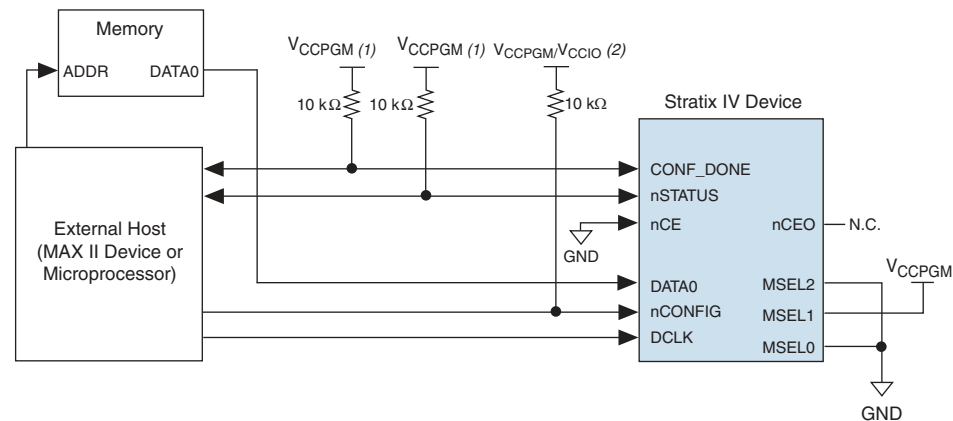 Memory
ADDR DATA0
VCCPGM (1) VCCPGM (1) VCCPGM/VCCIO (2)
10 kΩ 10 kΩ 10 kΩ
Stratix IV Device
External Host
(MAX II Device or
Microprocessor)
CONF_DONE
nSTATUS
nCE
GND
nCEO N.C.
DATA0
nCONFIG
DCLK
MSEL2
MSEL1
MSEL0
VCCPGM
GND